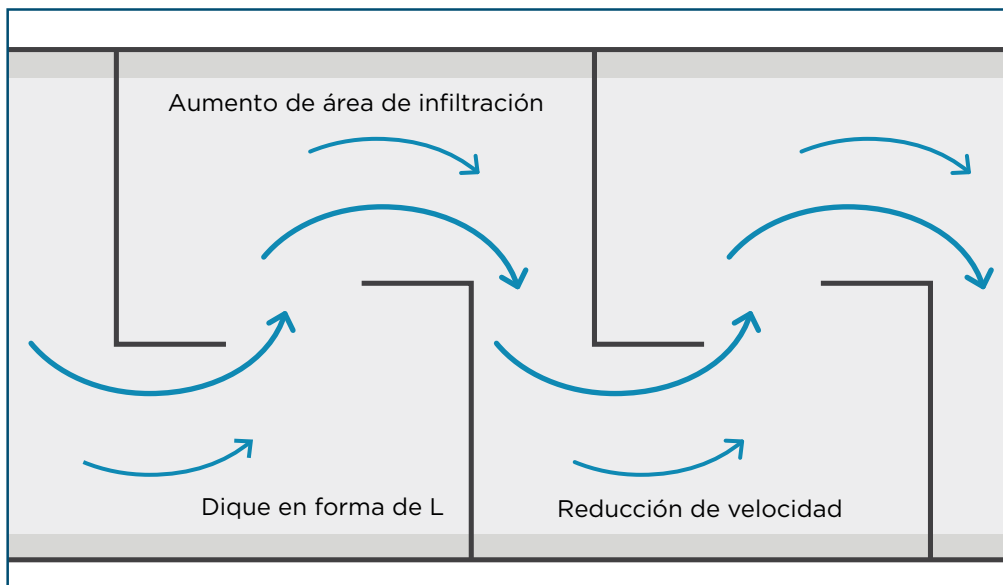 Aumento de área de infiltración
Dique en forma de L
Reducción de velocidad